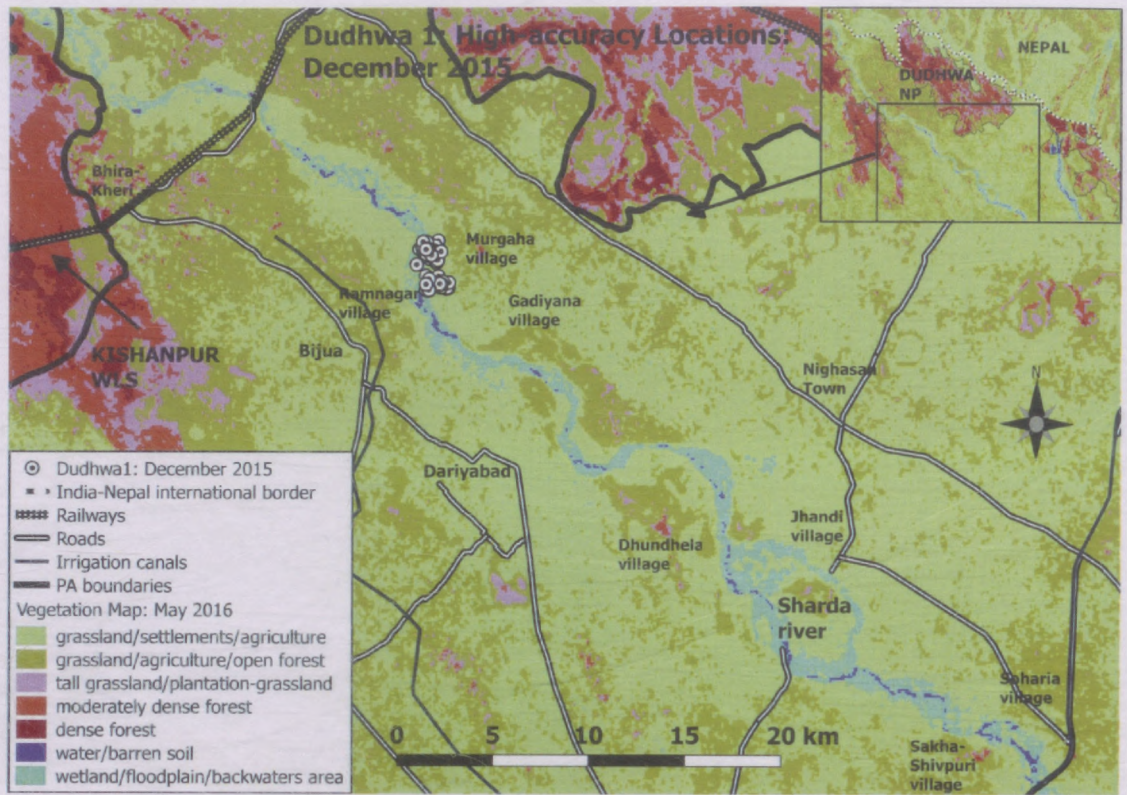 Dudhwa 1: High-accuracy Locations:
December 2015
NEPAL
DUDHWA
NP
Bhira-
Kheri
Murgaha
village
Ramnagar
village
Gadiyana
village
Bijua
KISHANPUR
WLS
Nighasan
Town
N
Dariyabad
Jhandi
village
Dhundhela
village
Sharda
river
Soharia
village
Sakha-
Shivpuri
village
0 5 10 15 20 km
Dudhwa1: December 2015
India-Nepal international border
Railways
Roads
Irrigation canals
PA boundaries
Vegetation Map: May 2016
grassland/settlements/agriculture
grassland/agriculture/open forest
tall grassland/plantation-grassland
moderately dense forest
dense forest
water/barren soil
wetland/floodplain/backwaters area